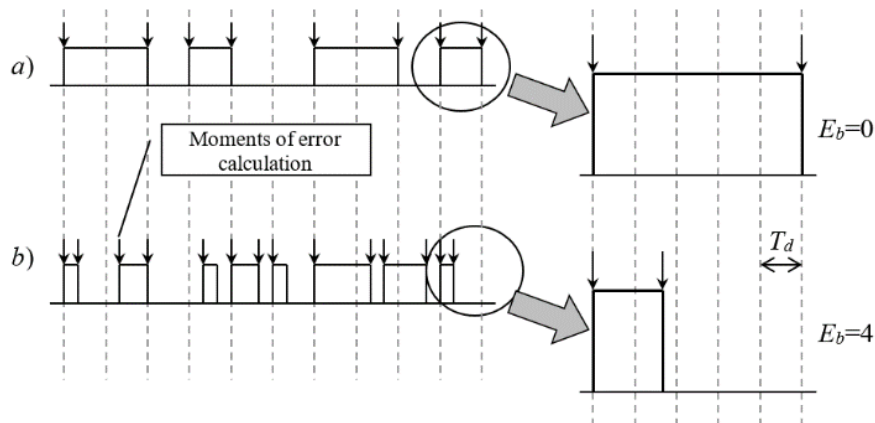 a)
Moments of error
calculation
E_b=0
b)
T_d
E_b=4